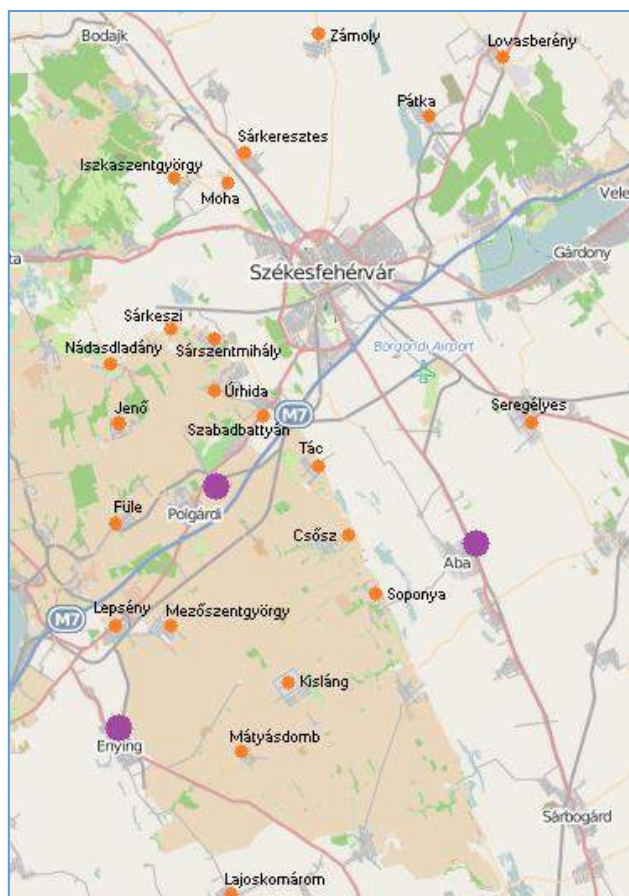 Bodajk
Zámoly
Lovasberény
Pátka
Sárkeresztes
Iszkaszentgyörgy
Moha
Vele
ta
Gárdony
Székesfehérvár
Sárkeszi
Sárszentmihály
Nádasdladány
Börgöndi Airport
Úrhida
Jenő
Szabadbattyán
M7
Seregélyes
Tác
Polgárdi
Füle
Csősz
Aba
Soponya
Lepsény
Mezőszentgyörgy
M7
Kisláng
Enying
Mátyásdomb
Sárbogárd
Lajoskomárom